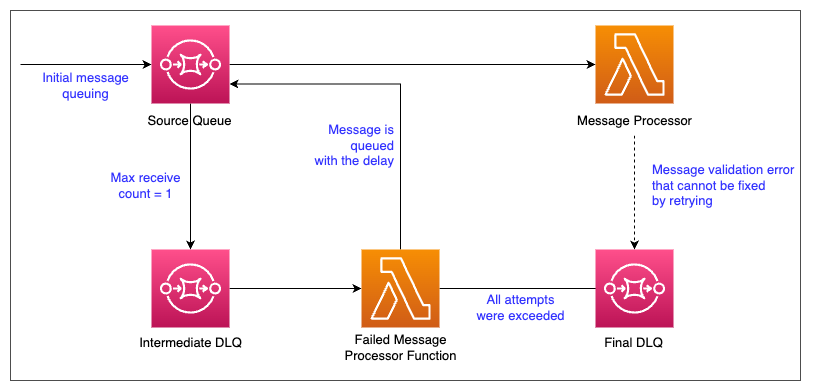 Initial message
queuing
Source Queue
Message Processor
Message is
queued
with the delay
Max receive
count = 1
Message validation error
that cannot be fixed
by retrying
Intermediate DLQ
Failed Message
Processor Function
All attempts
were exceeded
Final DLQ